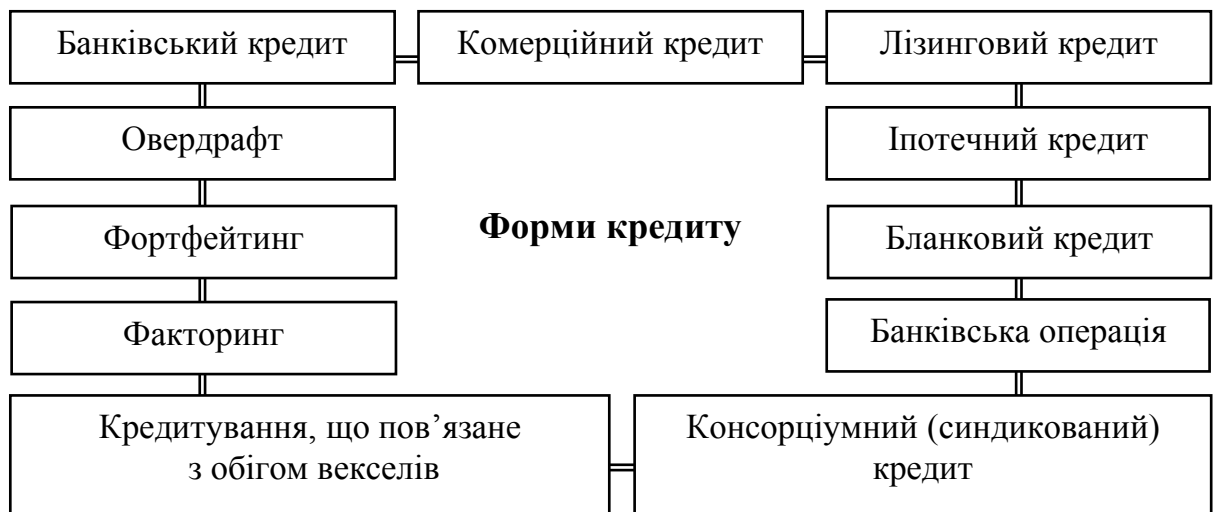 Банківський кредит
Комерційний кредит
Лізинговий кредит
Овердрафт
Іпотечний кредит
Фортфейтинг
Форми кредиту
Бланковий кредит
Факторинг
Банківська операція
Кредитування, що пов’язане
з обігом векселів
Консорціумний (синдикований)
кредит